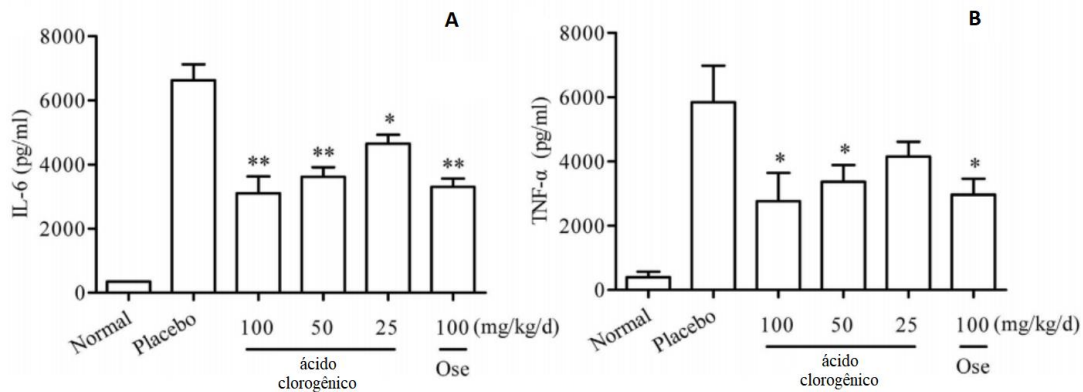 A
IL-6 (pg/ml)
8000
6000
4000
2000
0
**
**
*
**
Normal
Placebo
100
50
25
100 (mg/kg/d)
ácido
clorogênico
Ose
B
TNF-α (pg/ml)
8000
6000
4000
2000
0
*
*
*
Normal
Placebo
100
50
25
100 (mg/kg/d)
ácido
clorogênico
Ose